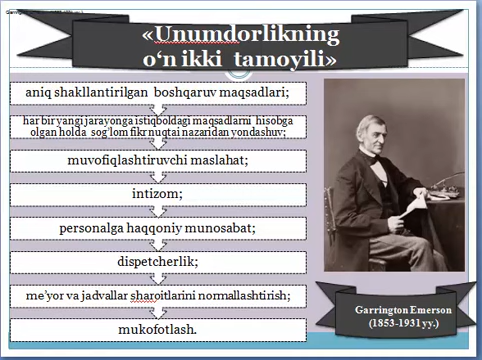 «Unumdorlikning
o‘n ikki tamoyili»
aniq shakllantirilgan boshqaruv maqsadlari;
har bir yangi jarayonga istiqboldagi maqsadlarni hisobga
olgan holda sog‘lom fikr nuqtai nazaridan yondashuv;
muvofiqlashtiruvchi maslahat;
intizom;
personalga haqqoniy munosabat;
dispetcherlik;
me’yor va jadvallar sharoitlarini normallashtirish;
mukofotlash.
Garrington Emerson
(1853-1931 yy.)